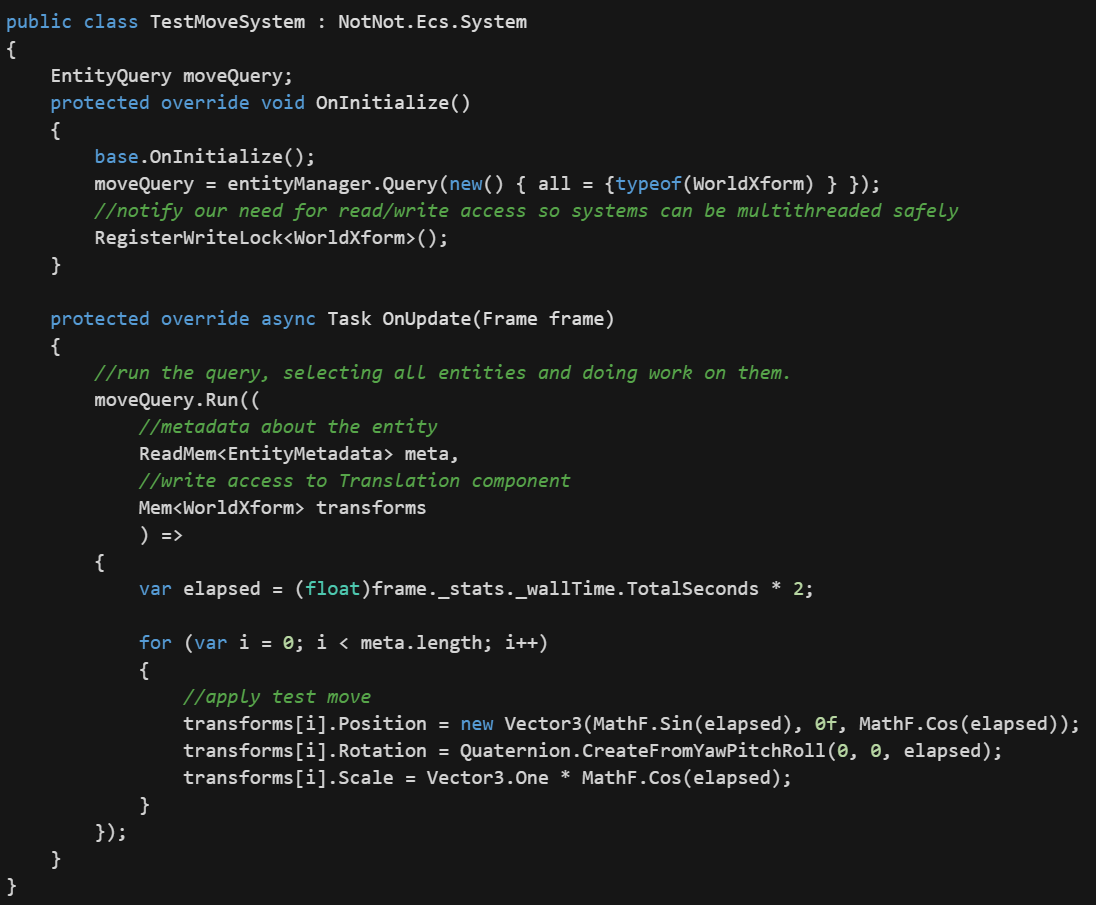 public class TestMoveSystem : NotNot.Ecs.System
{
    EntityQuery moveQuery;
    protected override void OnInitialize()
    {
        base.OnInitialize();
        moveQuery = entityManager.Query(new() { all = {typeof(WorldXform) } });
        //notify our need for read/write access so systems can be multithreaded safely
        RegisterWriteLock<WorldXform>();
    }

    protected override async Task OnUpdate(Frame frame)
    {
        //run the query, selecting all entities and doing work on them.
        moveQuery.Run((
            //metadata about the entity
            ReadMem<EntityMetadata> meta,
            //write access to Translation component
            Mem<WorldXform> transforms
            ) =>
        {
            var elapsed = (float)frame._stats._wallTime.TotalSeconds * 2;

            for (var i = 0; i < meta.length; i++)
            {
                //apply test move
                transforms[i].Position = new Vector3(MathF.Sin(elapsed), 0f, MathF.Cos(elapsed));
                transforms[i].Rotation = Quaternion.CreateFromYawPitchRoll(0, 0, elapsed);
                transforms[i].Scale = Vector3.One * MathF.Cos(elapsed);
            }
        });
    }
}